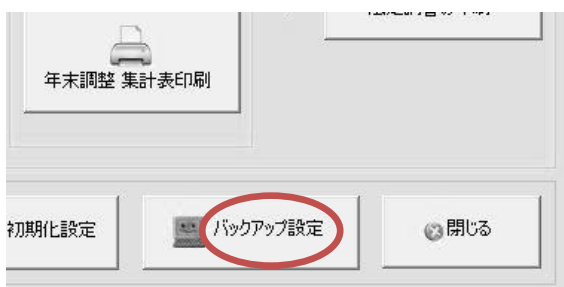 年末調整 集計表印刷
初期化設定
バックアップ設定
閉じる